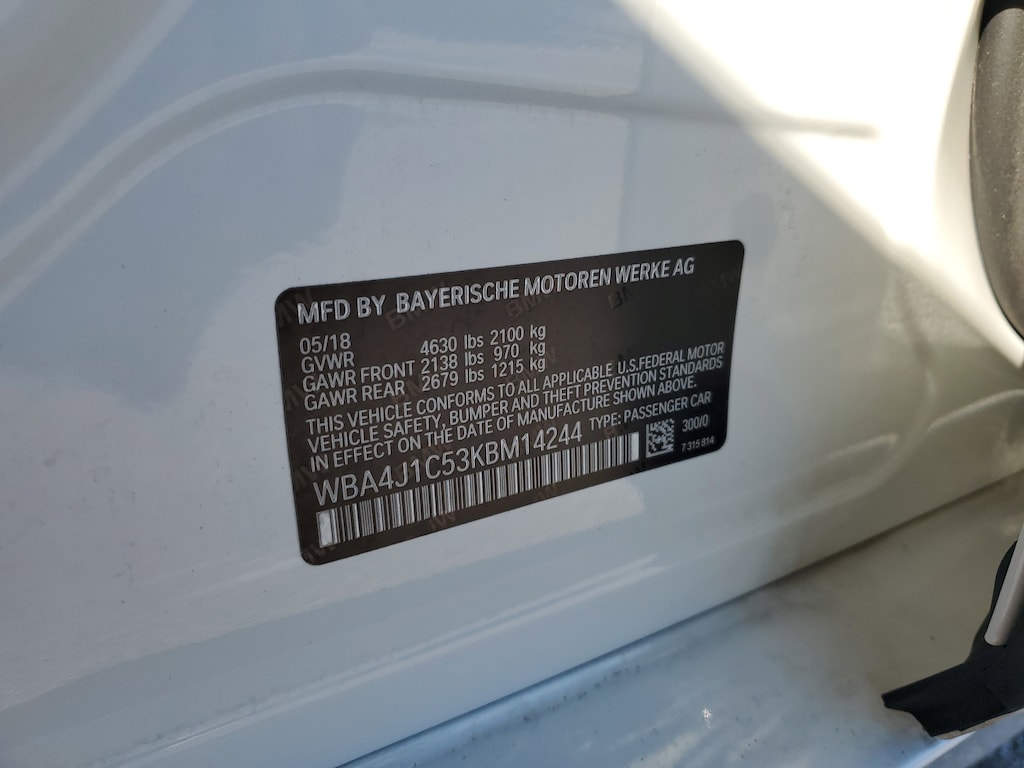 MFD BY BAYERISCHE MOTOREN WERKE AG
05/18
GVWR 4630 lbs 2100 kg
GAWR FRONT 2138 lbs 970 kg
GAWR REAR 2679 lbs 1215 kg
THIS VEHICLE CONFORMS TO ALL APPLICABLE U.S.FEDERAL MOTOR
VEHICLE SAFETY, BUMPER AND THEFT PREVENTION STANDARDS
IN EFFECT ON THE DATE OF MANUFACTURE SHOWN ABOVE.
WBA4J1C53KBM14244 TYPE: PASSENGER CAR
300/0
7 315 814